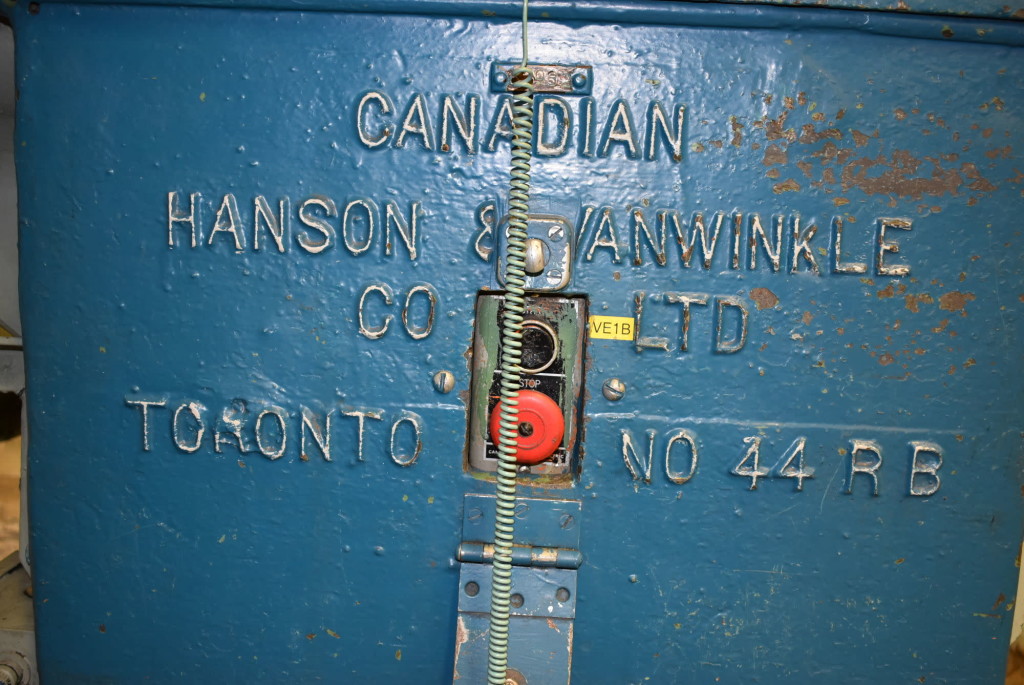 CANADIAN
HANSON & VANWINKLE
CO LTD
VE1B
STOP
TORONTO NO 44 RB